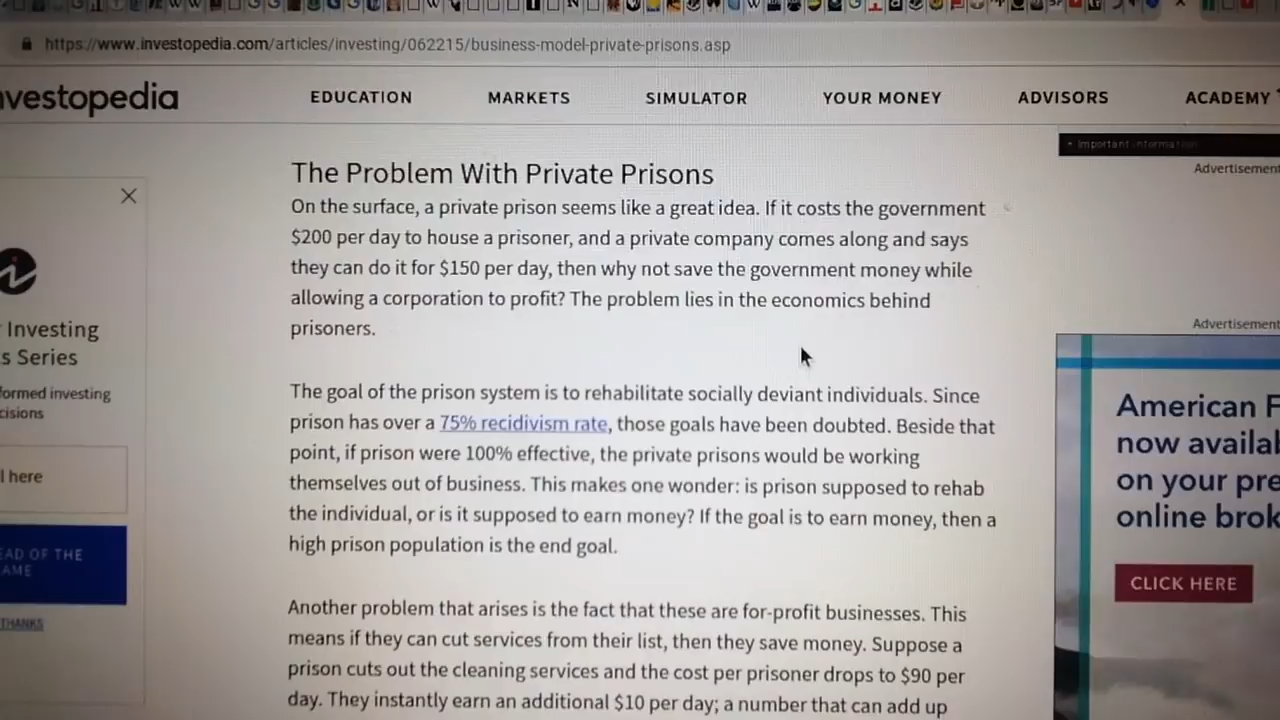 https://www.investopedia.com/articles/investing/062215/business-model-private-prisons.asp
nvestopedia
EDUCATION MARKETS SIMULATOR YOUR MONEY ADVISORS ACADEMY
Important information
Advertisement
The Problem With Private Prisons
On the surface, a private prison seems like a great idea. If it costs the government
$200 per day to house a prisoner, and a private company comes along and says
they can do it for $150 per day, then why not save the government money while
allowing a corporation to profit? The problem lies in the economics behind
prisoners.
The goal of the prison system is to rehabilitate socially deviant individuals. Since
prison has over a 75% recidivism rate, those goals have been doubted. Beside that
point, if prison were 100% effective, the private prisons would be working
themselves out of business. This makes one wonder: is prison supposed to rehab
the individual, or is it supposed to earn money? If the goal is to earn money, then a
high prison population is the end goal.
Another problem that arises is the fact that these are for-profit businesses. This
means if they can cut services from their list, then they save money. Suppose a
prison cuts out the cleaning services and the cost per prisoner drops to $90 per
day. They instantly earn an additional $10 per day; a number that can add up
Investing
s Series
formed investing
cisions
l here
EAD OF THE
AME
THANKS
Advertisement
American F
now availab
on your pre
online brok
CLICK HERE